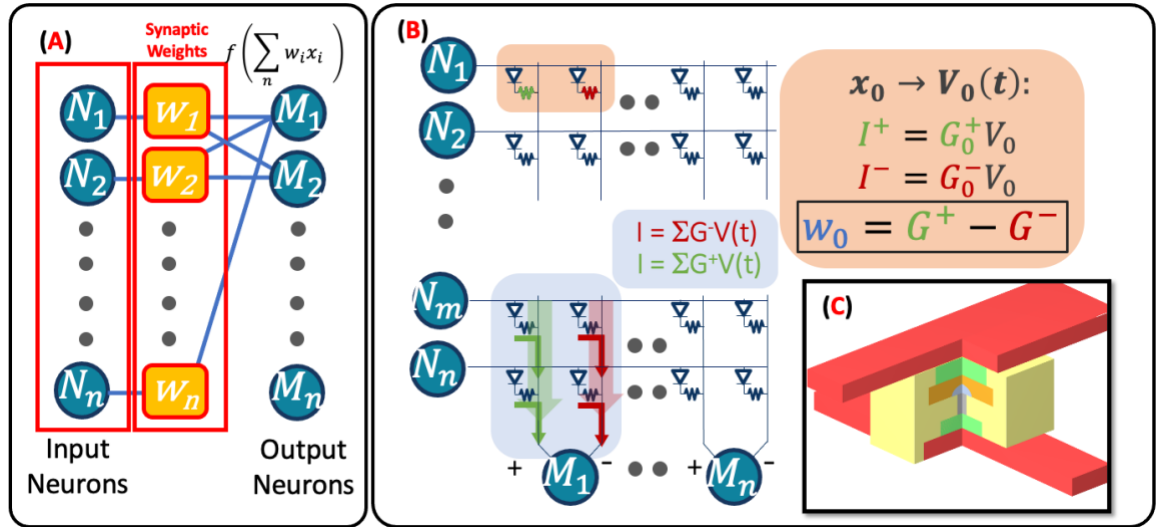 (A)
Synaptic
Weights
f(∑ₙ wᵢxᵢ)
N₁
w₁
M₁
N₂
w₂
M₂
Nₙ
wₙ
Mₙ
Input
Neurons
Output
Neurons
(B)
N₁
N₂
Nₘ
Nₙ
x₀ → V₀(t):
I⁺ = G₀⁺V₀
I⁻ = G₀⁻V₀
w₀ = G⁺ − G⁻
I = ΣG⁻V(t)
I = ΣG⁺V(t)
+ M₁ -
+ Mₙ -
(C)